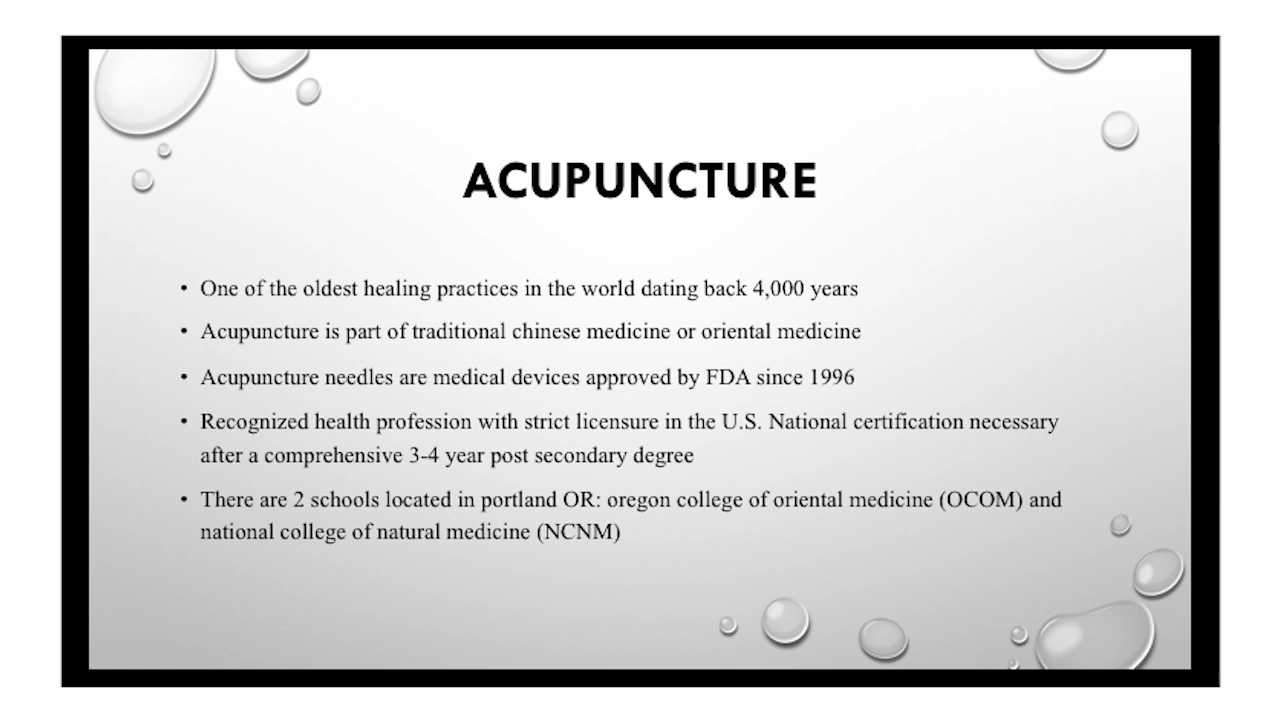 ACUPUNCTURE
• One of the oldest healing practices in the world dating back 4,000 years
• Acupuncture is part of traditional chinese medicine or oriental medicine
• Acupuncture needles are medical devices approved by FDA since 1996
• Recognized health profession with strict licensure in the U.S. National certification necessary
after a comprehensive 3-4 year post secondary degree
• There are 2 schools located in portland OR: oregon college of oriental medicine (OCOM) and
national college of natural medicine (NCNM)